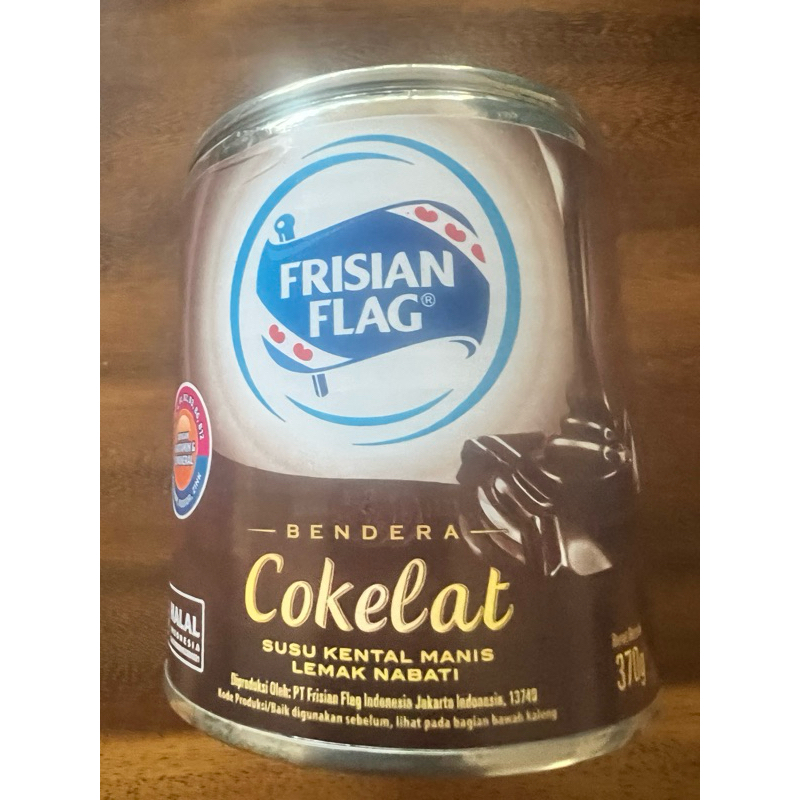 FRISIAN
FLAG®
BENDERA
Cokelat
SUSU KENTAL MANIS
LEMAK NABATI
Diproduksi Oleh: PT Frisian Flag Indonesia Jakarta Indonesia, 13740
Kode Produksi/Baik digunakan sebelum, lihat pada bagian bawah kaleng
HALAL
INDONESIA
370g